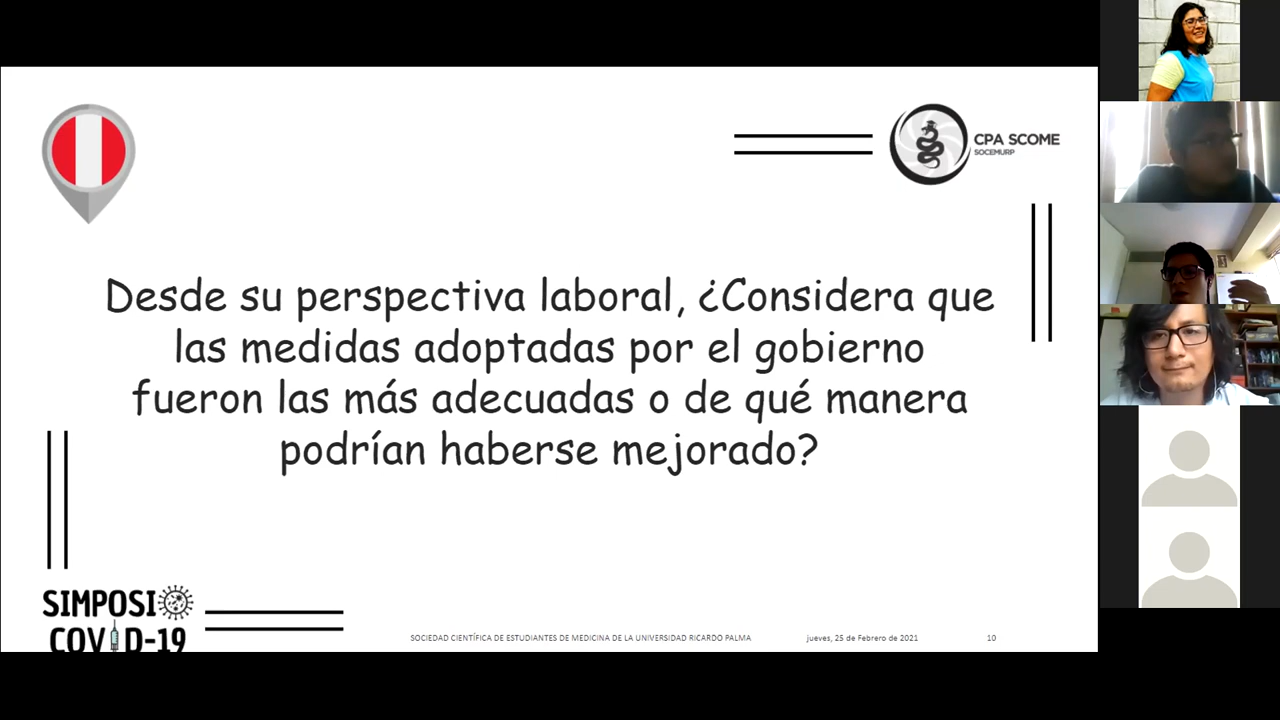 CPA SCOME
SOCEMURP
Desde su perspectiva laboral, ¿Considera que
las medidas adoptadas por el gobierno
fueron las más adecuadas o de qué manera
podrían haberse mejorado?
SIMPOSIO
COVID-19
SOCIEDAD CIENTÍFICA DE ESTUDIANTES DE MEDICINA DE LA UNIVERSIDAD RICARDO PALMA
jueves, 25 de Febrero de 2021
10